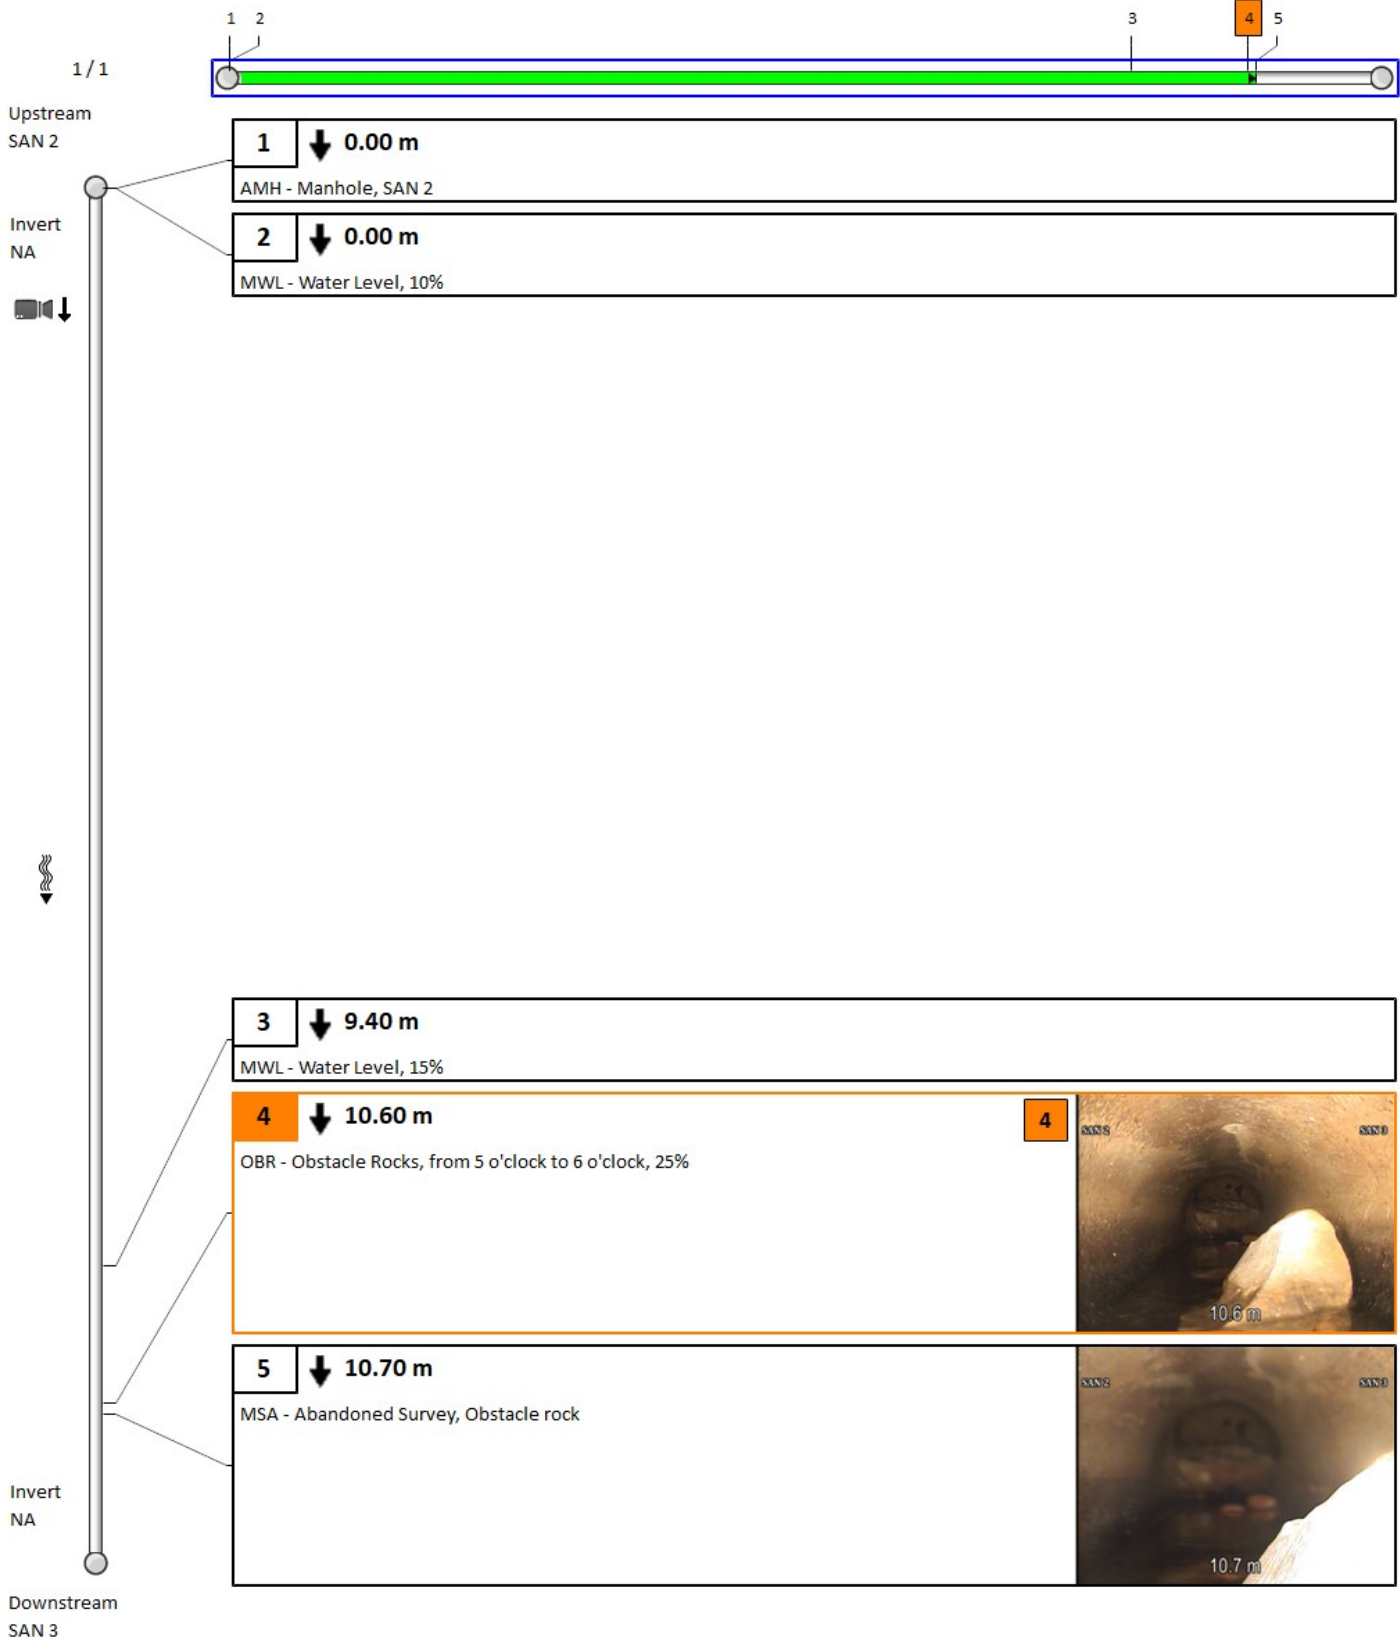 1 2 3 4 5
1 / 1
Upstream
SAN 2
1 0.00 m
AMH - Manhole, SAN 2
Invert
NA
2 0.00 m
MWL - Water Level, 10%
3 9.40 m
MWL - Water Level, 15%
4 10.60 m 4
OBR - Obstacle Rocks, from 5 o'clock to 6 o'clock, 25%
SAN 2 SAN 3
10.6 m
5 10.70 m
MSA - Abandoned Survey, Obstacle rock
SAN 2 SAN 3
10.7 m
Invert
NA
Downstream
SAN 3